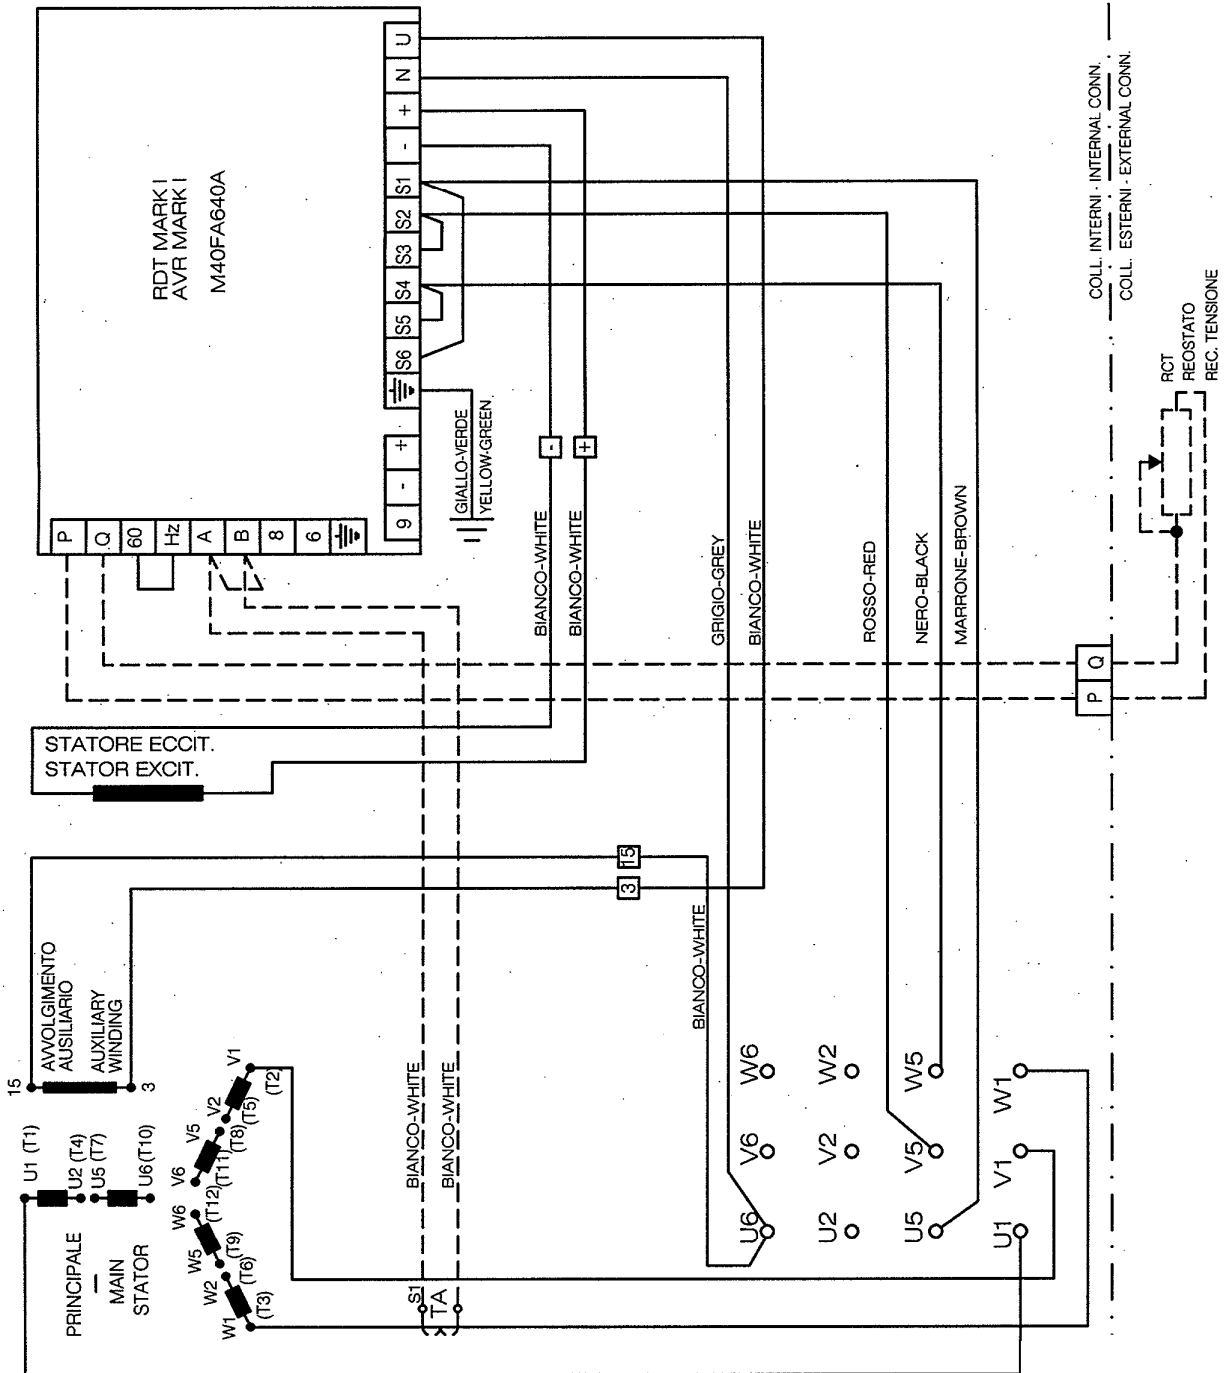 RDT MARK I
AVR MARK I
M40FA640A
U
N
+
-
S1
S2
S3
S4
S5
S6
+
-
9
P
Q
60
Hz
A
B
8
6
GIALLO-VERDE
YELLOW-GREEN
-
+
BIANCO-WHITE
BIANCO-WHITE
GRIGIO-GREY
BIANCO-WHITE
ROSSO-RED
NERO-BLACK
MARRONE-BROWN
COLL. INTERNI - INTERNAL CONN.
COLL. ESTERNI - EXTERNAL CONN.
RCT
REOSTATO
REC. TENSIONE
Q
P
STATORE ECCIT.
STATOR EXCIT.
15
3
BIANCO-WHITE
15
AVVOLGIMENTO
AUSILIARIO
AUXILIARY
WINDING
3
U1 (T1)
U2 (T4)
U5 (T7)
U6 (T10)
PRINCIPALE
MAIN
STATOR
V1
(T2)
V2
(T5)
V5
(T8)
V6
(T11)
W6
(T12)
W5
(T9)
W2
(T6)
W1
(T3)
BIANCO-WHITE
BIANCO-WHITE
S1
TA
W6
W2
W5
W1
V6
V2
V5
V1
U6
U2
U5
U1